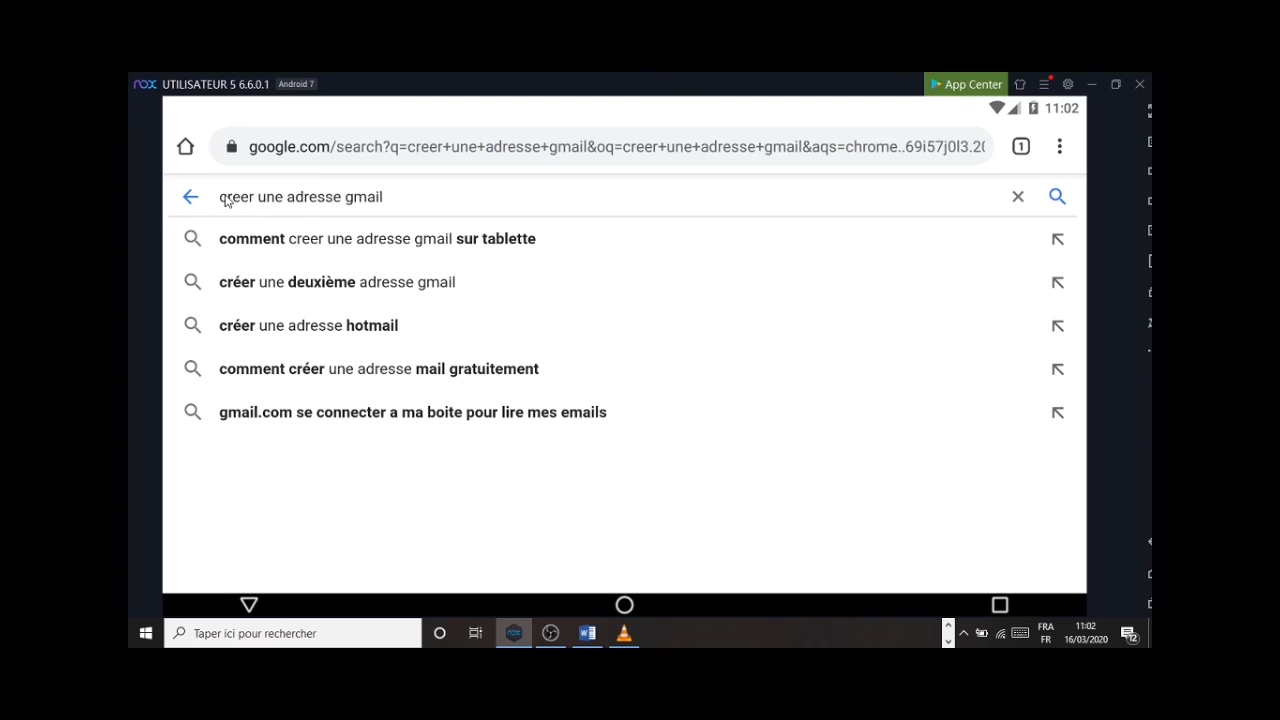 nox UTILISATEUR 5 6.6.0.1 Android 7 App Center
11:02
google.com/search?q=creer+une+adresse+gmail&oq=creer+une+adresse+gmail&aqs=chrome..69i57j0l3.20
1
creer une adresse gmail
comment creer une adresse gmail sur tablette
créer une deuxième adresse gmail
créer une adresse hotmail
comment créer une adresse mail gratuitement
gmail.com se connecter a ma boite pour lire mes emails
Taper ici pour rechercher
nox
W
FRA
FR
11:02
16/03/2020
12